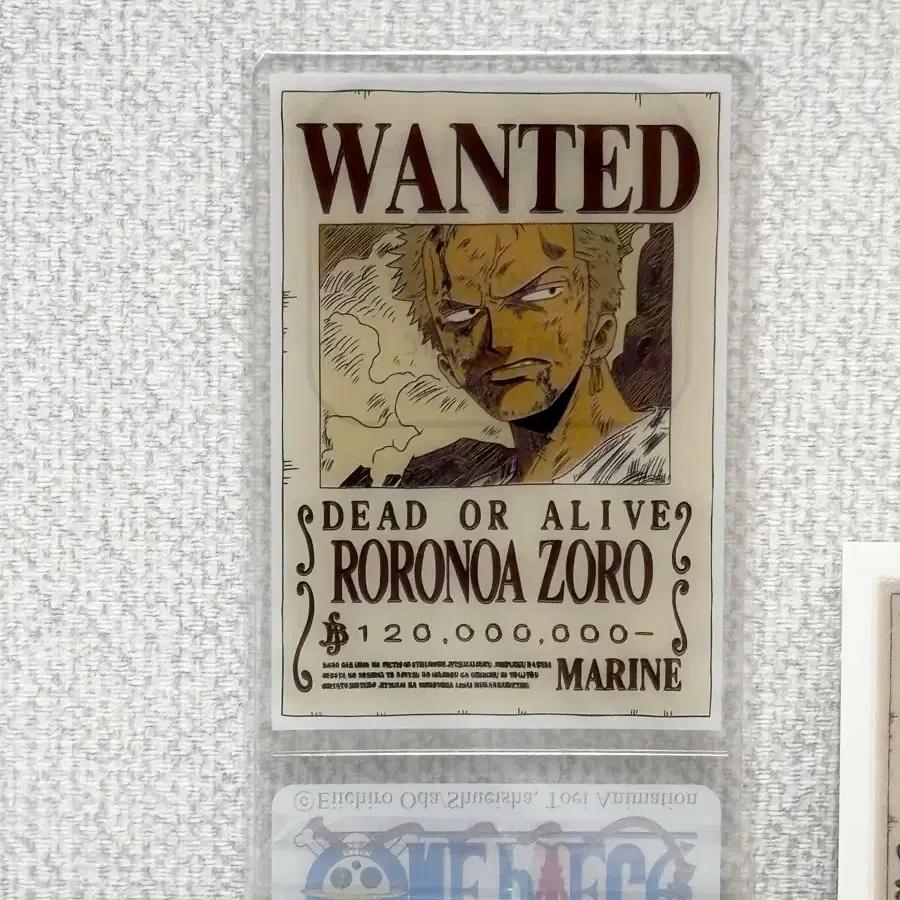 WANTED
DEAD OR ALIVE
RORONOA ZORO
฿120,000,000-
MARINE
©Eiichiro Oda/Shueisha, Toei Animation
ONE PIECE